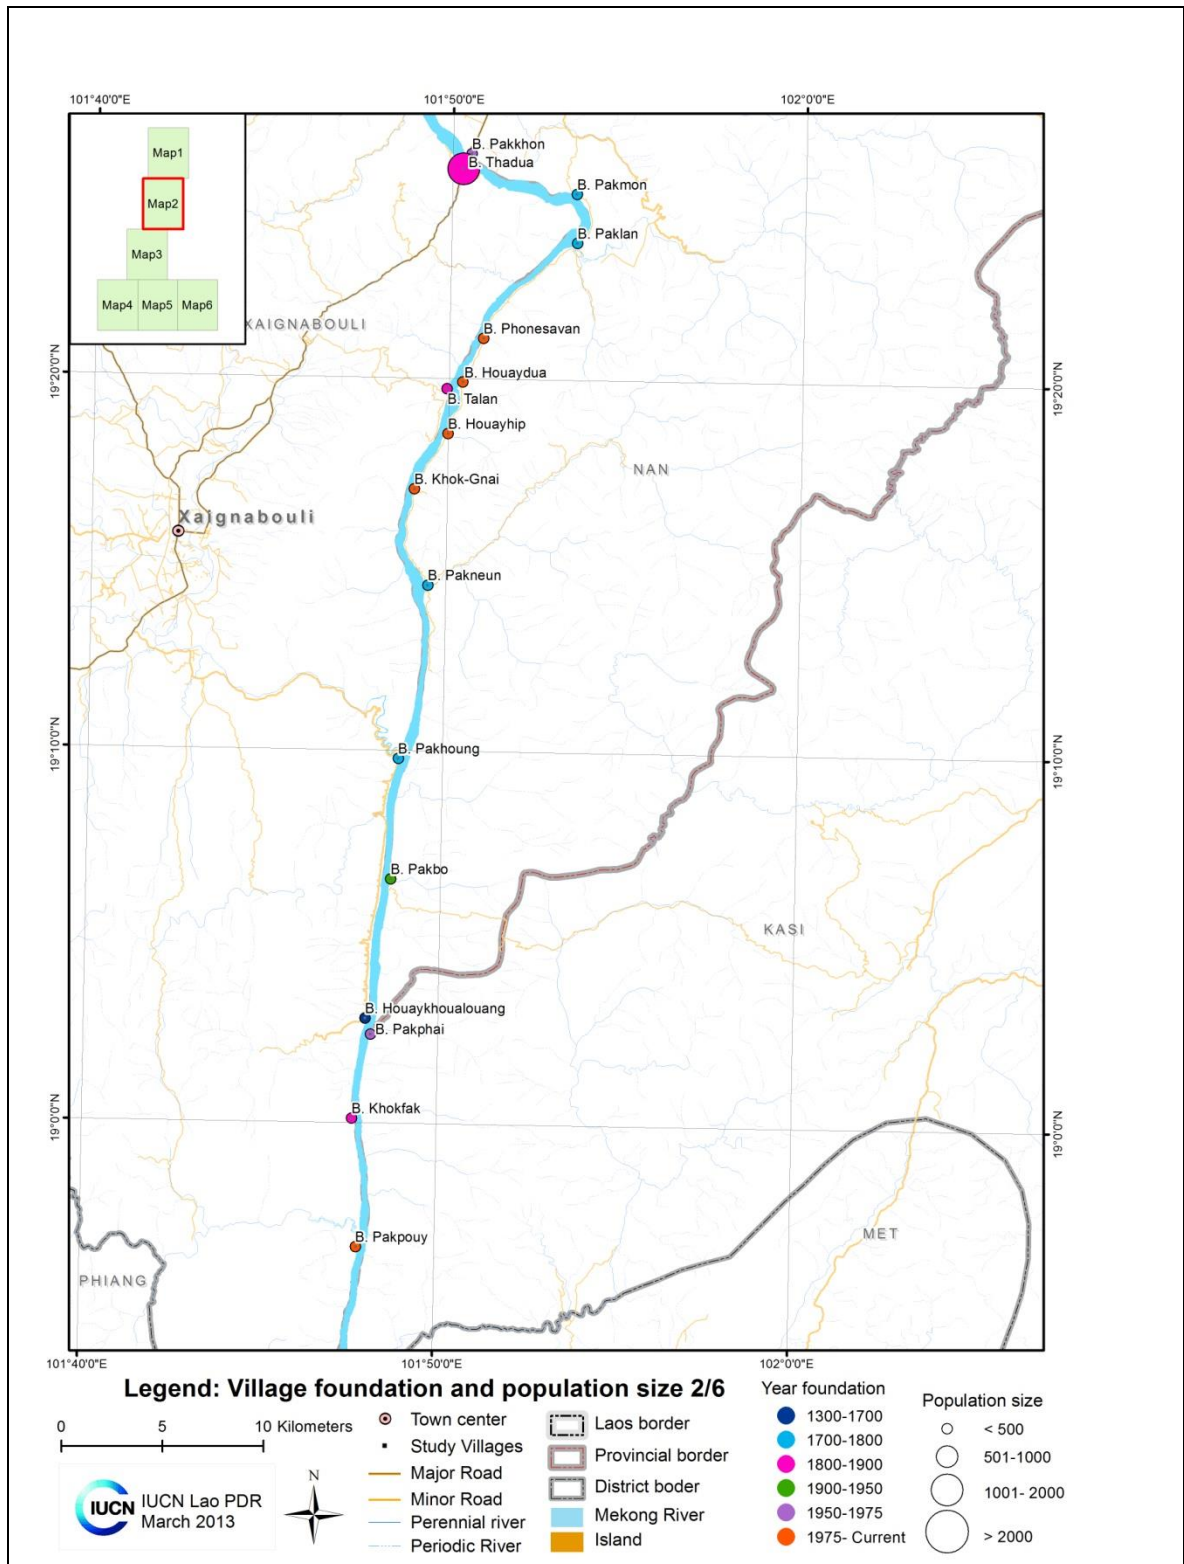 101°40'0"E 101°50'0"E 102°0'0"E
Map1
Map2
Map3
Map4 Map5 Map6
B. Pakkhon
B. Thadua
B. Pakmon
B. Paklan
XAIGNABOULI
B. Phonesavan
19°20'0"N 19°20'0"N
B. Houaydua
B. Talan
B. Houayhip
NAN
B. Khok-Gnai
Xaignabouli
B. Pakneun
19°10'0"N 19°10'0"N
B. Pakhoung
B. Pakbo
KASI
B. Houaykhoualouang
B. Pakphai
B. Khokfak
19°0'0"N 19°0'0"N
MET
B. Pakpouy
PHIANG
101°40'0"E 101°50'0"E 102°0'0"E
Legend: Village foundation and population size 2/6
0 5 10 Kilometers
IUCN
IUCN Lao PDR
March 2013
N
Town center
Study Villages
Major Road
Minor Road
Perennial river
Periodic River
Laos border
Provincial border
District boder
Mekong River
Island
Year foundation
1300-1700
1700-1800
1800-1900
1900-1950
1950-1975
1975- Current
Population size
< 500
501-1000
1001- 2000
> 2000